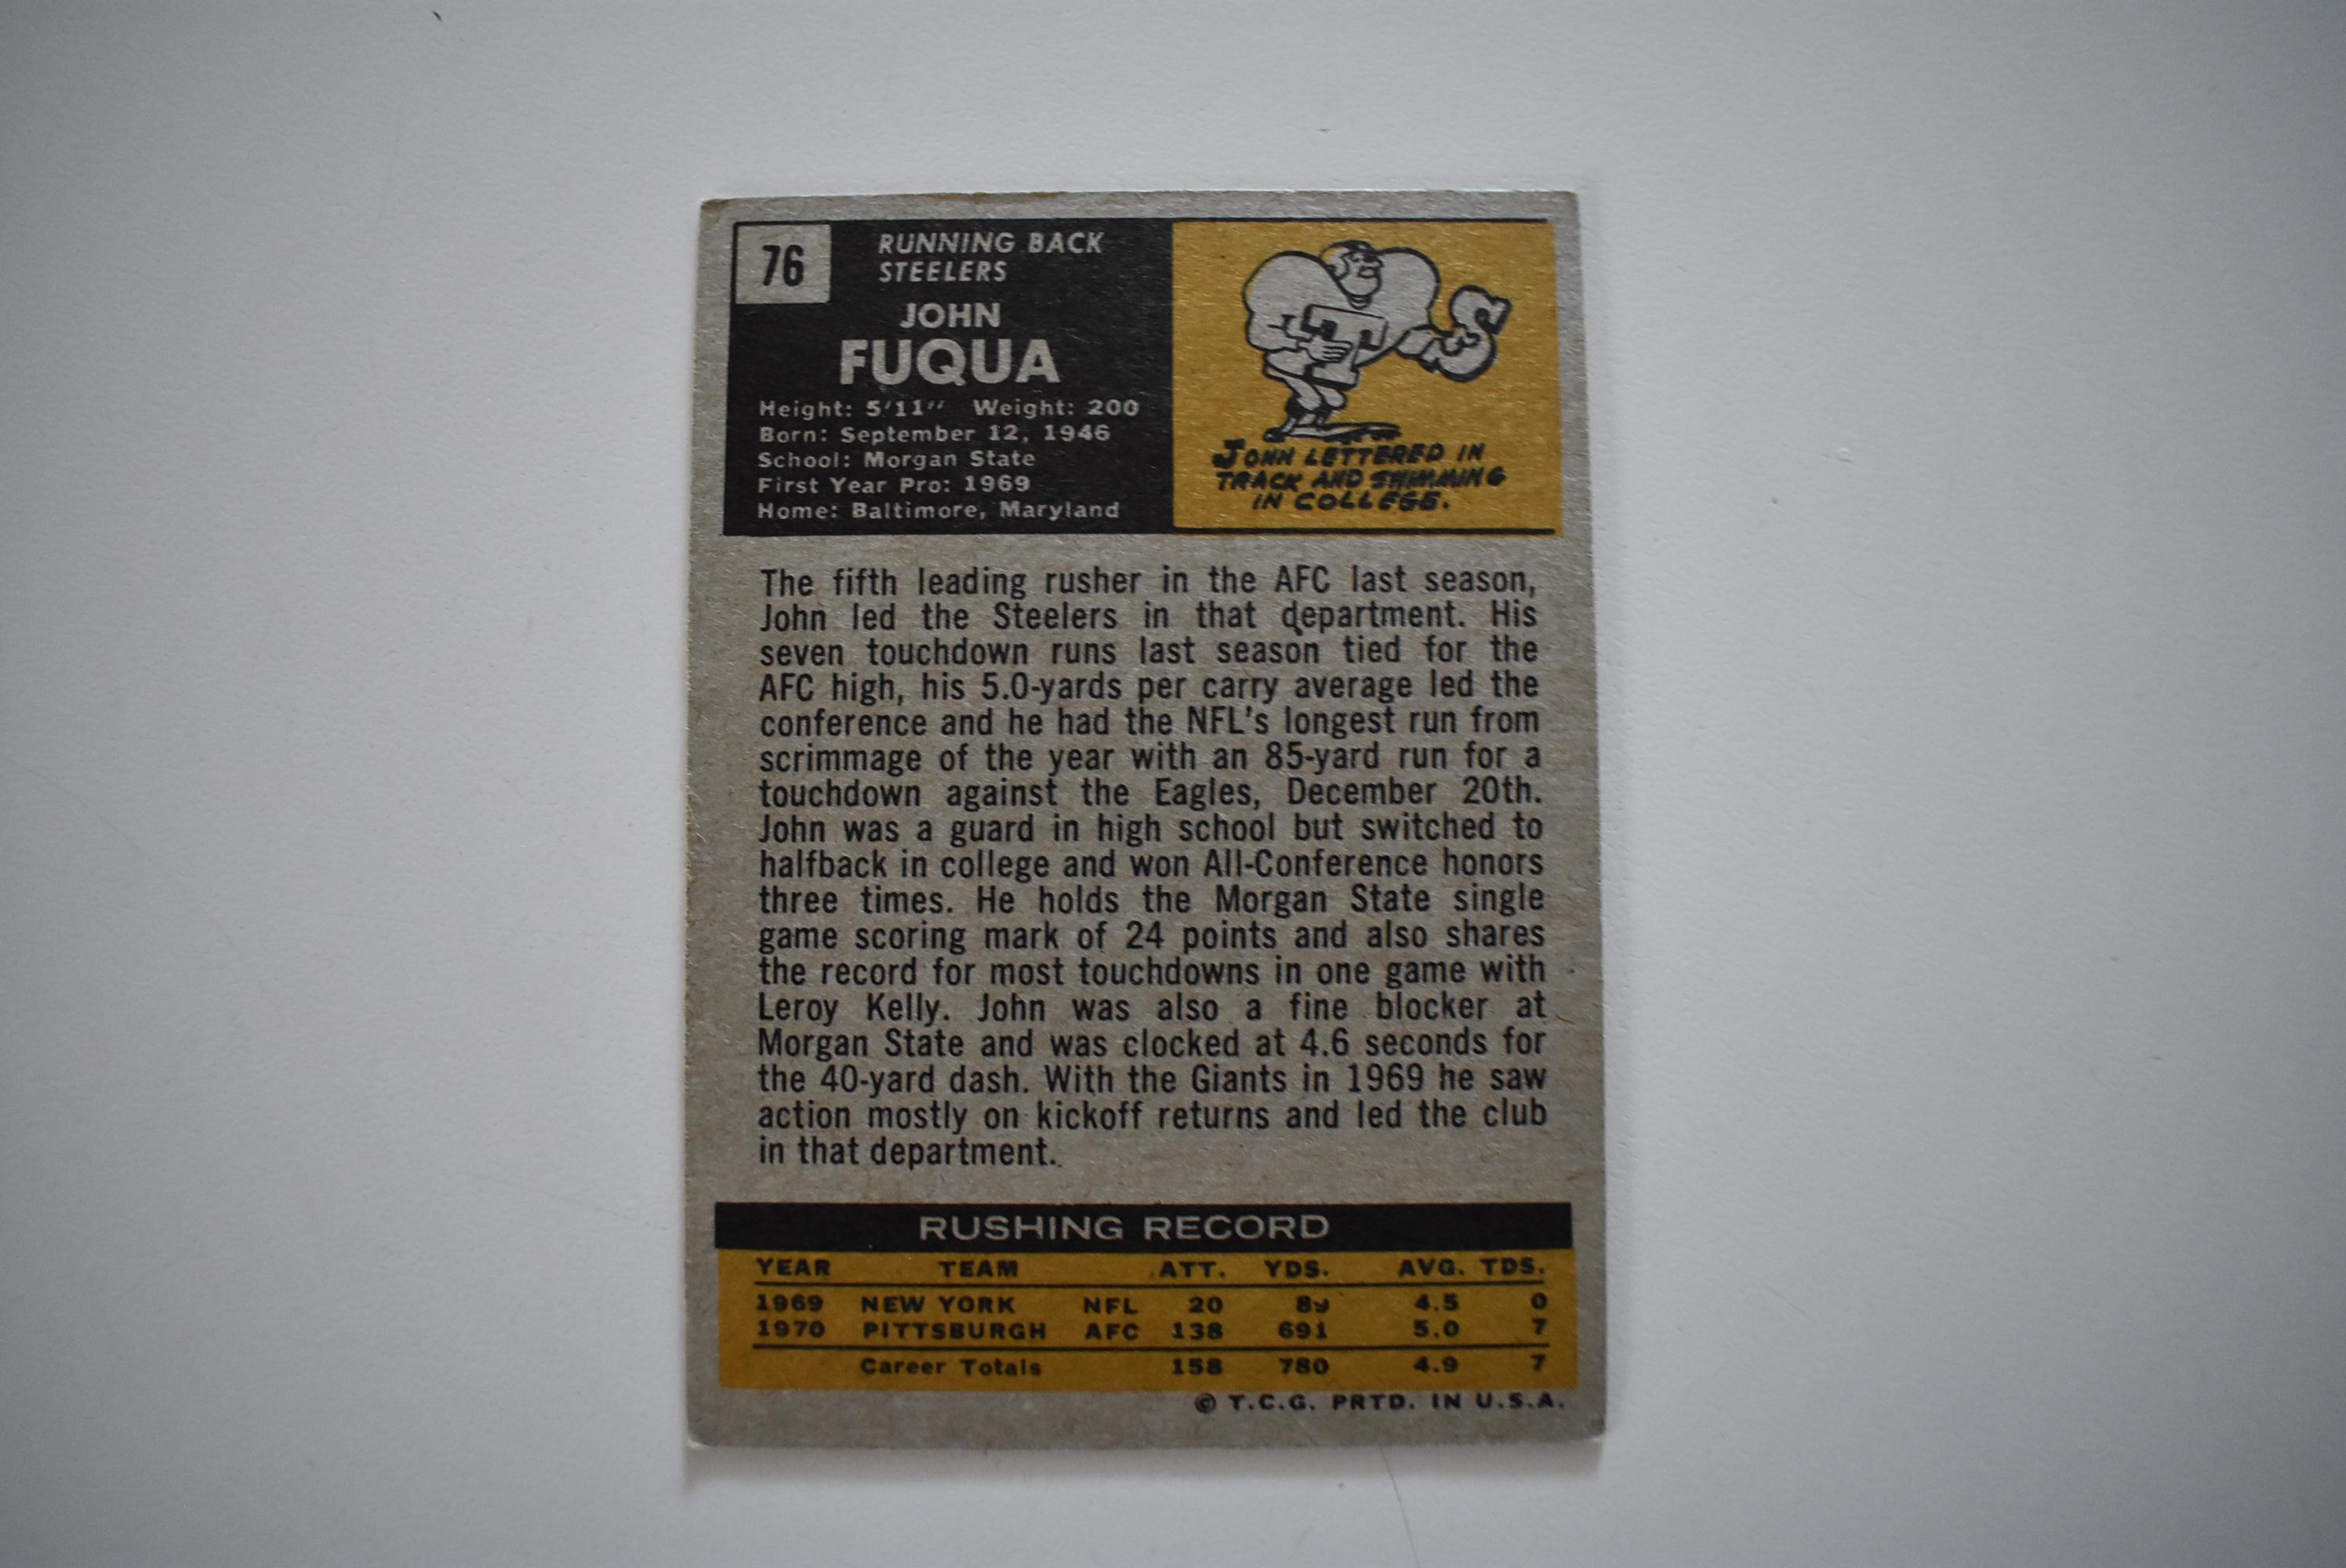 76
RUNNING BACK
STEELERS
JOHN
FUQUA
Height: 5'11" Weight: 200
Born: September 12, 1946
School: Morgan State
First Year Pro: 1969
Home: Baltimore, Maryland
T S
JOHN LETTERED IN
TRACK AND SWIMMING
IN COLLEGE.
The fifth leading rusher in the AFC last season,
John led the Steelers in that department. His
seven touchdown runs last season tied for the
AFC high, his 5.0-yards per carry average led the
conference and he had the NFL's longest run from
scrimmage of the year with an 85-yard run for a
touchdown against the Eagles, December 20th.
John was a guard in high school but switched to
halfback in college and won All-Conference honors
three times. He holds the Morgan State single
game scoring mark of 24 points and also shares
the record for most touchdowns in one game with
Leroy Kelly. John was also a fine blocker at
Morgan State and was clocked at 4.6 seconds for
the 40-yard dash. With the Giants in 1969 he saw
action mostly on kickoff returns and led the club
in that department.
RUSHING RECORD
YEAR TEAM ATT. YDS. AVG. TDS.
1969 NEW YORK NFL 20 89 4.5 0
1970 PITTSBURGH AFC 138 691 5.0 7
Career Totals 158 780 4.9 7
© T.C.G. PRTD. IN U.S.A.